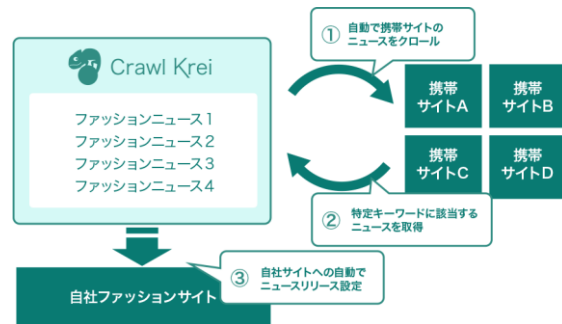 ① 自動で携帯サイトの
ニュースをクロール
Crawl Krei
ファッションニュース1
ファッションニュース2
ファッションニュース3
ファッションニュース4
携帯
サイトA
携帯
サイトB
携帯
サイトC
携帯
サイトD
② 特定キーワードに該当する
ニュースを取得
③ 自社サイトへの自動で
ニュースリリース設定
自社ファッションサイト